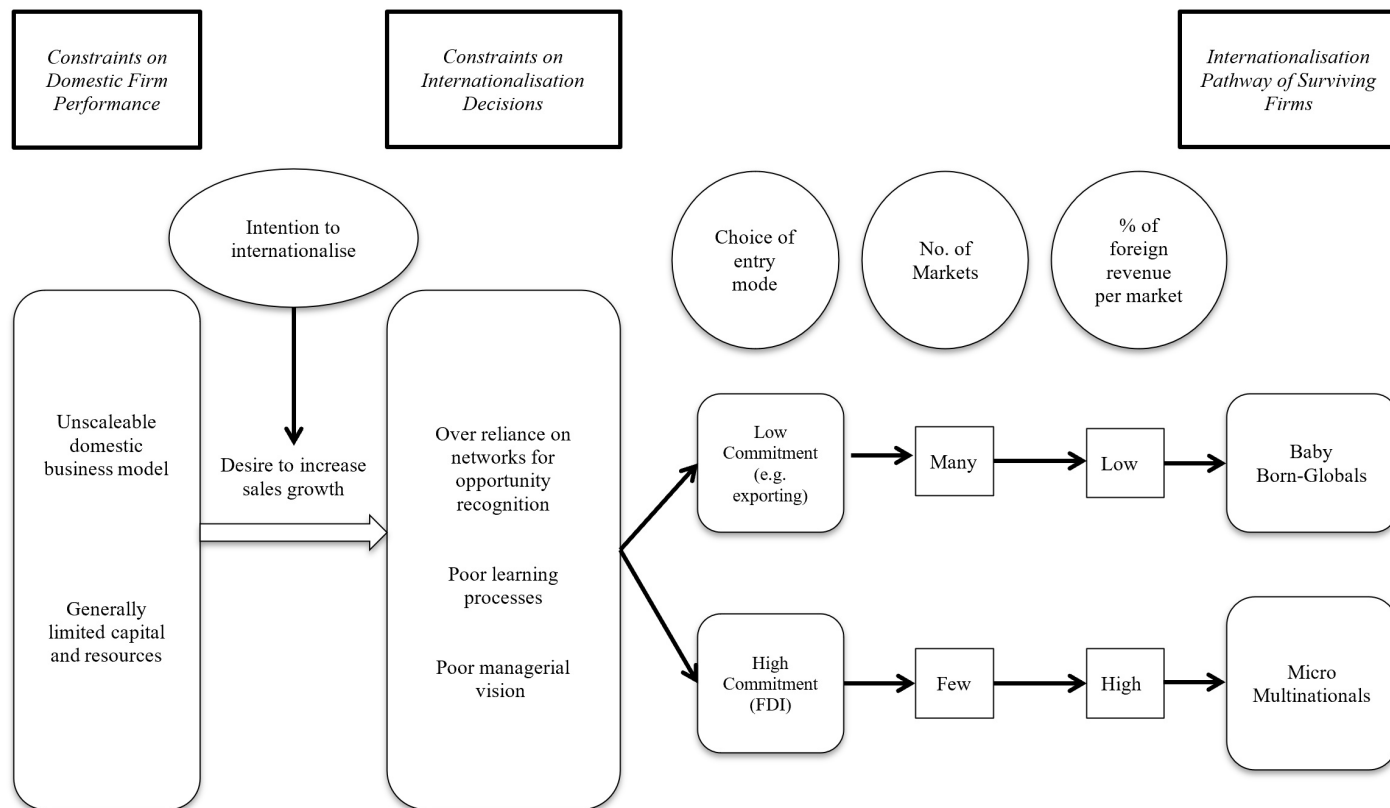 Constraints on
Domestic Firm
Performance
Constraints on
Internationalisation
Decisions
Internationalisation
Pathway of Surviving
Firms
Intention to
internationalise
Choice of
entry
mode
No. of
Markets
% of
foreign
revenue
per market
Unscaleable
domestic
business model
Generally
limited capital
and resources
Desire to increase
sales growth
Over reliance on
networks for
opportunity
recognition
Poor learning
processes
Poor managerial
vision
Low
Commitment
(e.g.
exporting)
Many
Low
Baby
Born-Globals
High
Commitment
(FDI)
Few
High
Micro
Multinationals